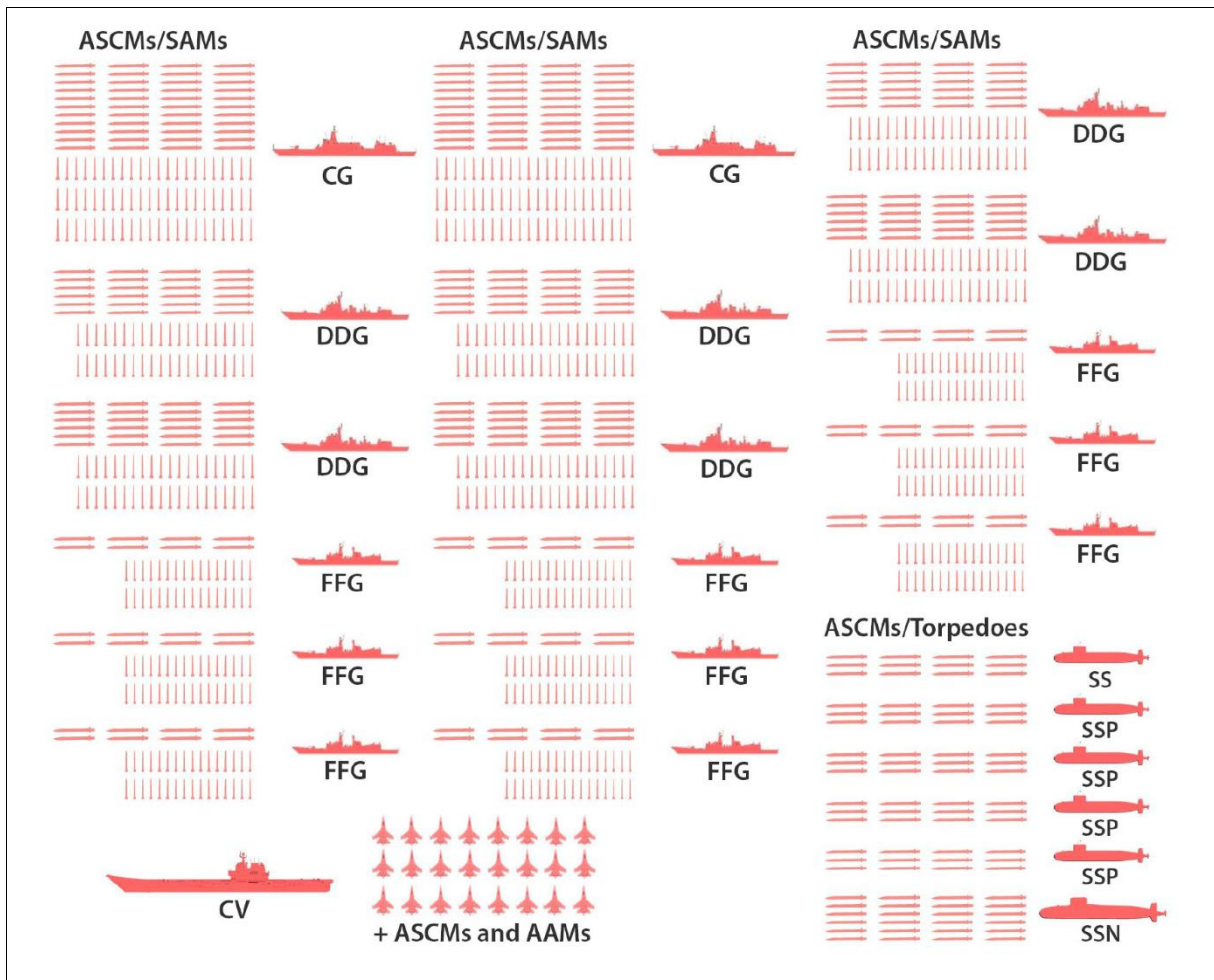 ASCMs/SAMs
CG
DDG
DDG
FFG
FFG
FFG
ASCMs/SAMs
CG
DDG
DDG
FFG
FFG
FFG
CV
+ ASCMs and AAMs
ASCMs/SAMs
DDG
DDG
FFG
FFG
FFG
ASCMs/Torpedoes
SS
SSP
SSP
SSP
SSP
SSN